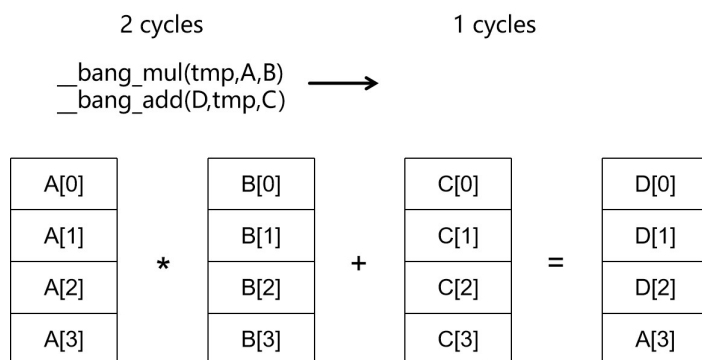 2 cycles 1 cycles
__bang_mul(tmp,A,B)
__bang_add(D,tmp,C)
A[0] B[0] C[0] D[0]
A[1] B[1] C[1] D[1]
* + =
A[2] B[2] C[2] D[2]
A[3] B[3] C[3] A[3]